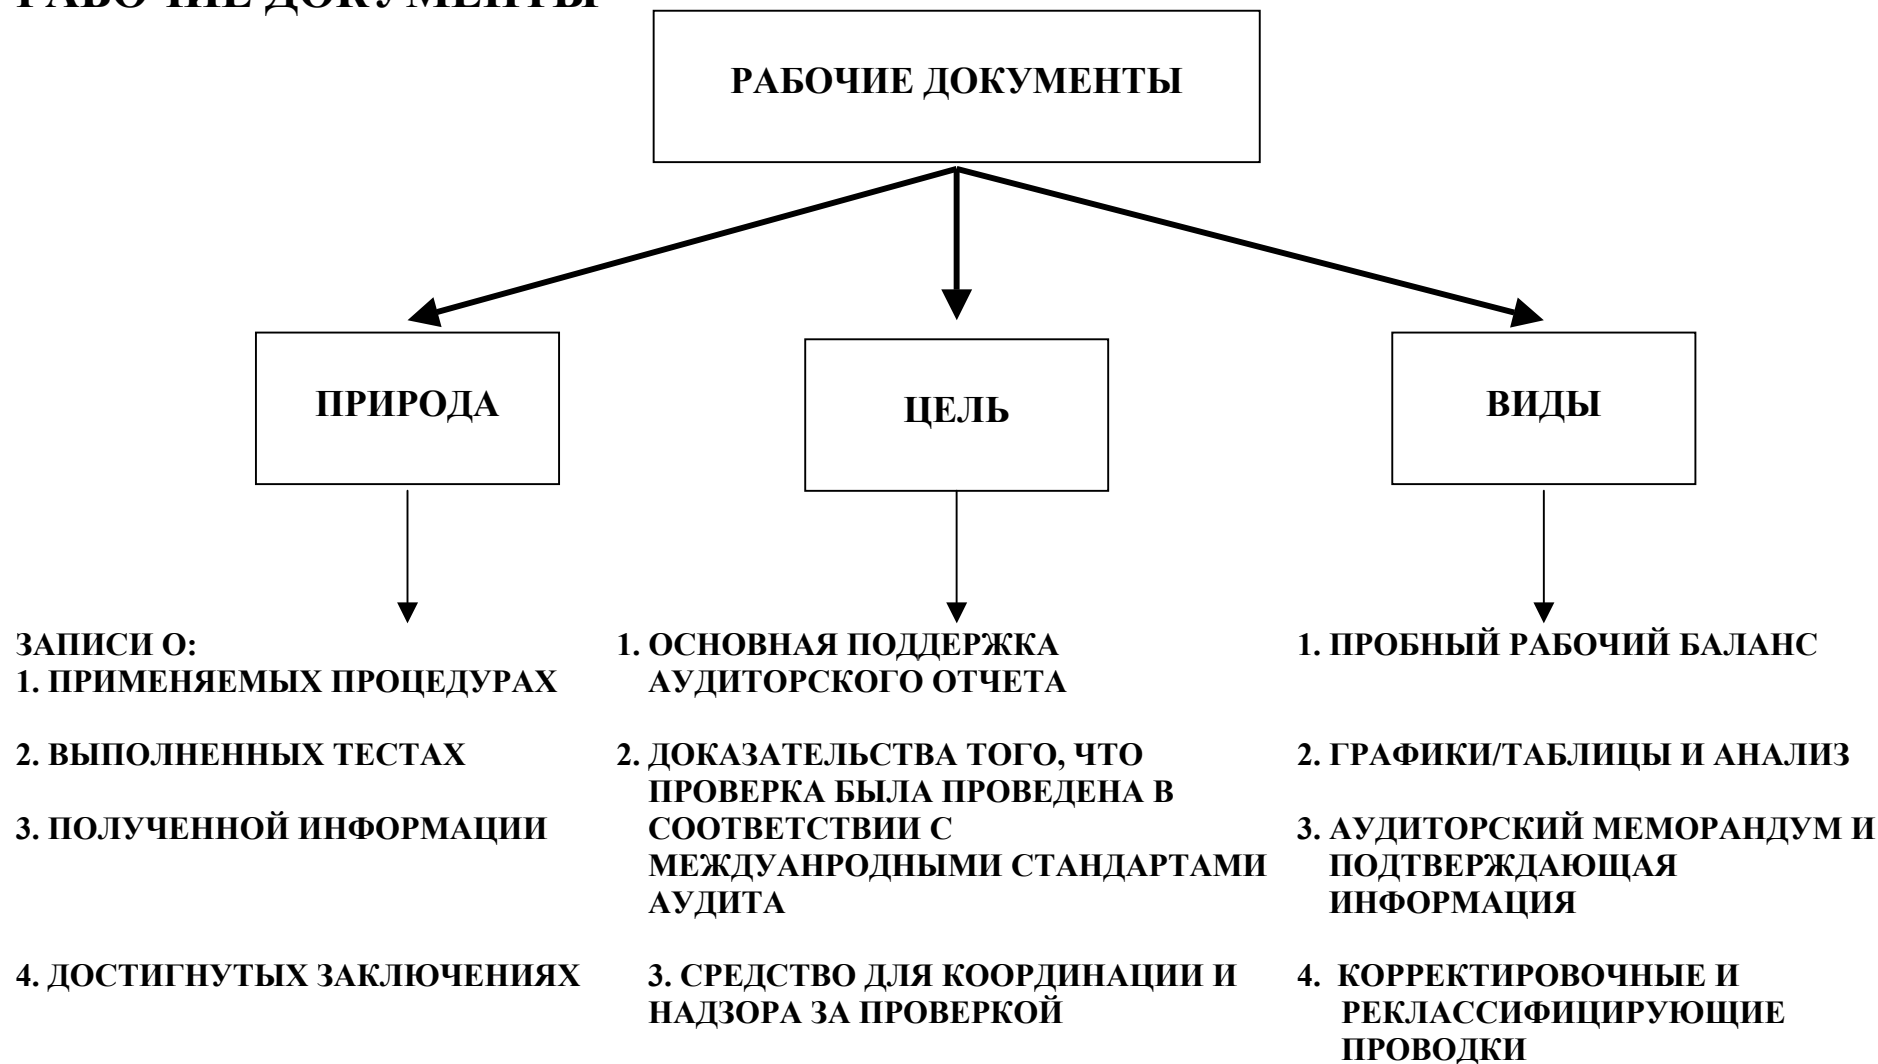 РАБОЧИЕ ДОКУМЕНТЫ
РАБОЧИЕ ДОКУМЕНТЫ
ПРИРОДА
ЦЕЛЬ
ВИДЫ
ЗАПИСИ О:
1. ПРИМЕНЯЕМЫХ ПРОЦЕДУРАХ
2. ВЫПОЛНЕННЫХ ТЕСТАХ
3. ПОЛУЧЕННОЙ ИНФОРМАЦИИ
4. ДОСТИГНУТЫХ ЗАКЛЮЧЕНИЯХ
1. ОСНОВНАЯ ПОДДЕРЖКА
АУДИТОРСКОГО ОТЧЕТА
2. ДОКАЗАТЕЛЬСТВА ТОГО, ЧТО
ПРОВЕРКА БЫЛА ПРОВЕДЕНА В
СООТВЕТСТВИИ С
МЕЖДУАНРОДНЫМИ СТАНДАРТАМИ
АУДИТА
3. СРЕДСТВО ДЛЯ КООРДИНАЦИИ И
НАДЗОРА ЗА ПРОВЕРКОЙ
1. ПРОБНЫЙ РАБОЧИЙ БАЛАНС
2. ГРАФИКИ/ТАБЛИЦЫ И АНАЛИЗ
3. АУДИТОРСКИЙ МЕМОРАНДУМ И
ПОДТВЕРЖДАЮЩАЯ
ИНФОРМАЦИЯ
4. КОРРЕКТИРОВОЧНЫЕ И
РЕКЛАССИФИЦИРУЮЩИЕ
ПРОВОДКИ